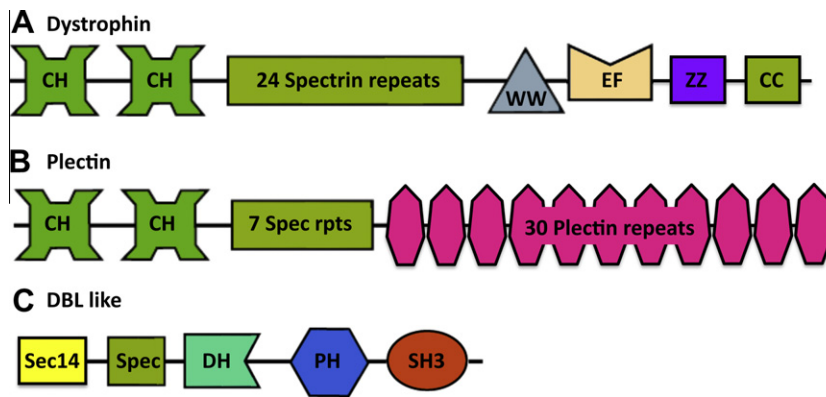 A Dystrophin
CH CH 24 Spectrin repeats WW EF ZZ CC
B Plectin
CH CH 7 Spec rpts 30 Plectin repeats
C DBL like
Sec14 Spec DH PH SH3